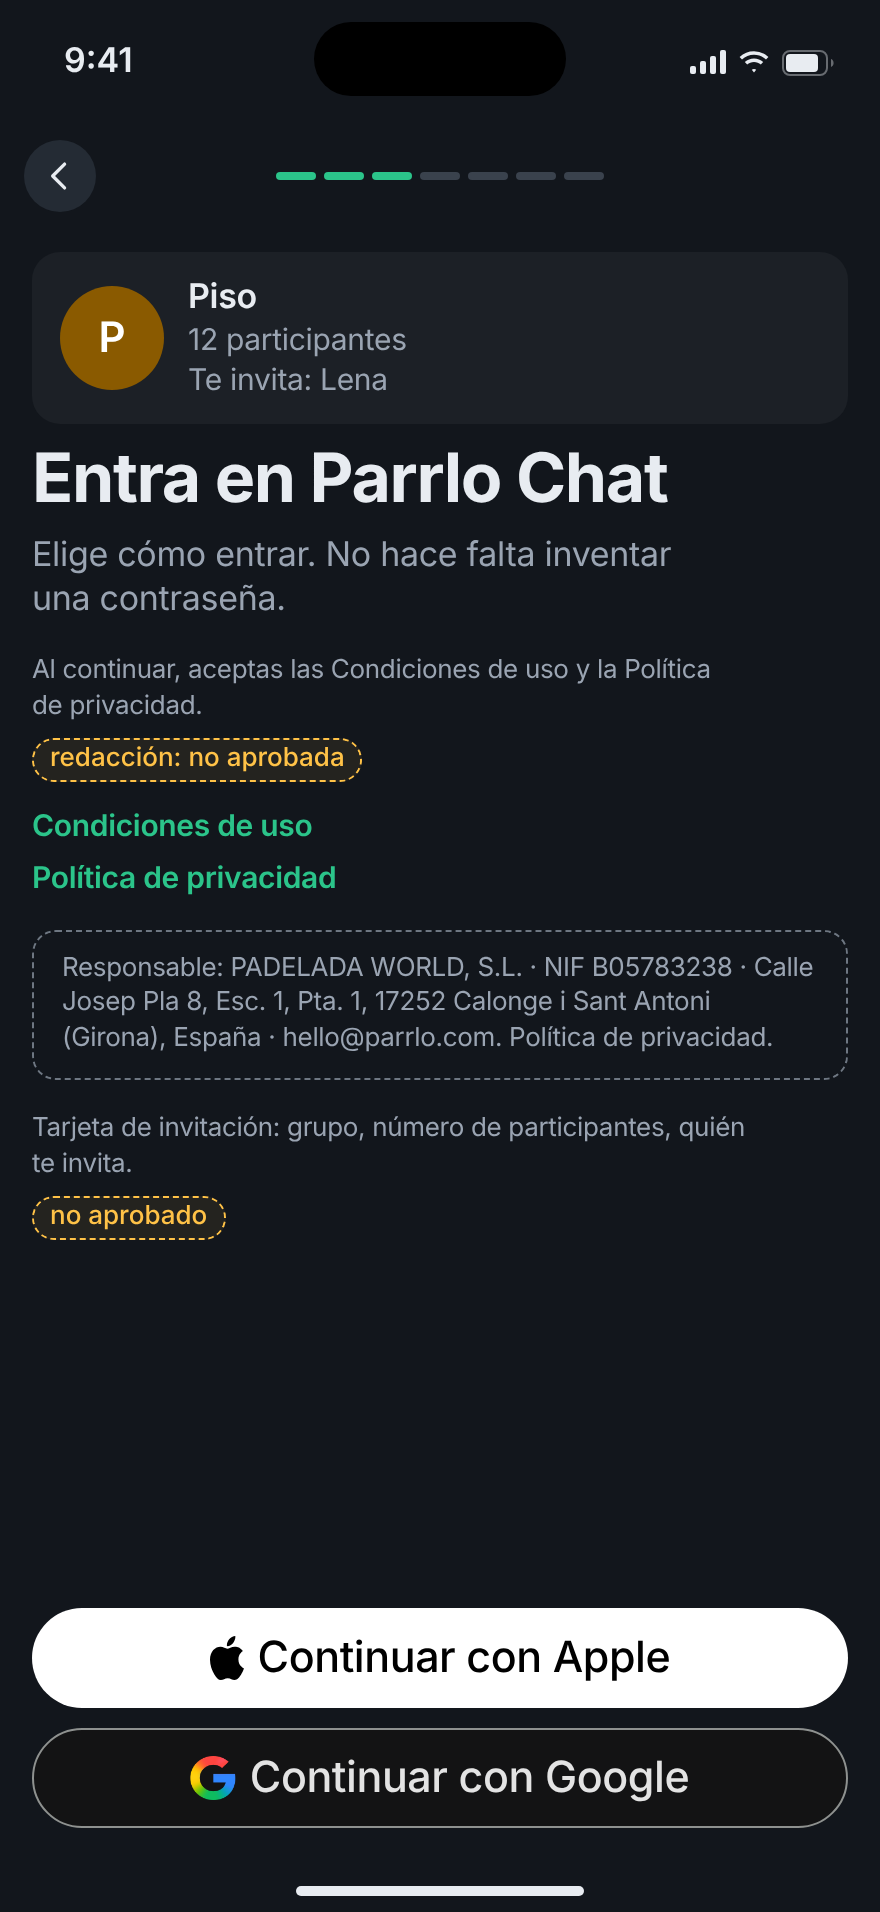 9:41
P
Piso
12 participantes
Te invita: Lena
Entra en Parrlo Chat
Elige cómo entrar. No hace falta inventar
una contraseña.
Al continuar, aceptas las Condiciones de uso y la Política
de privacidad.
redacción: no aprobada
Condiciones de uso
Política de privacidad
Responsable: PADELADA WORLD, S.L. · NIF B05783238 · Calle
Josep Pla 8, Esc. 1, Pta. 1, 17252 Calonge i Sant Antoni
(Girona), España · hello@parrlo.com. Política de privacidad.
Tarjeta de invitación: grupo, número de participantes, quién
te invita.
no aprobado
Continuar con Apple
Continuar con Google